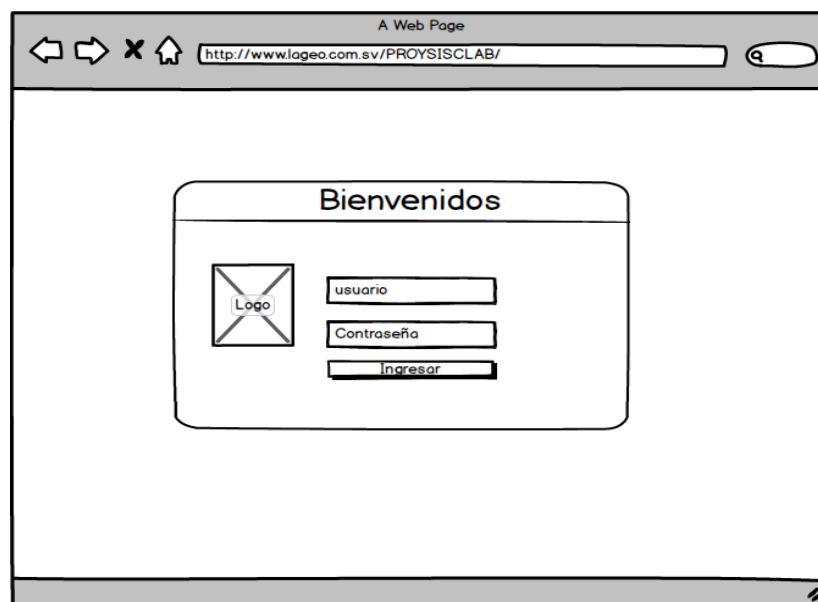 A Web Page
http://www.lageo.com.sv/PROYSISCLAB/
Bienvenidos
Logo
usuario
Contraseña
Ingresar